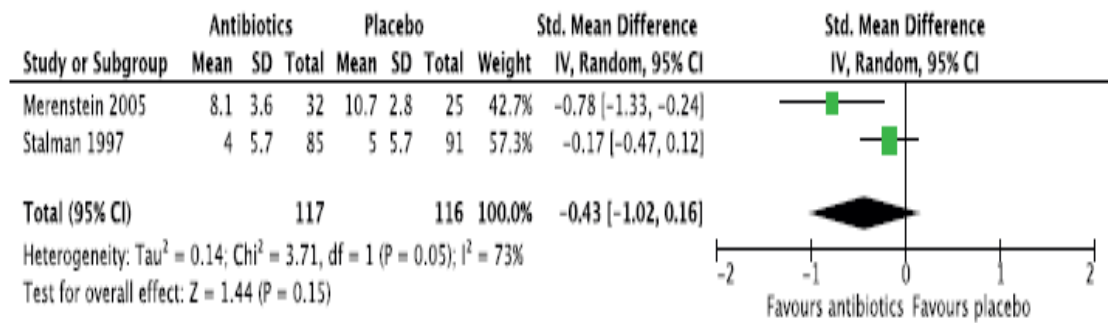 Antibiotics Placebo Std. Mean Difference Std. Mean Difference
Study or Subgroup Mean SD Total Mean SD Total Weight IV, Random, 95% CI IV, Random, 95% CI
Merenstein 2005 8.1 3.6 32 10.7 2.8 25 42.7% −0.78 [−1.33, −0.24]
Stalman 1997 4 5.7 85 5 5.7 91 57.3% −0.17 [−0.47, 0.12]
Total (95% CI) 117 116 100.0% −0.43 [−1.02, 0.16]
Heterogeneity: Tau² = 0.14; Chi² = 3.71, df = 1 (P = 0.05); I² = 73%
Test for overall effect: Z = 1.44 (P = 0.15)
−2 −1 0 1 2
Favours antibiotics Favours placebo